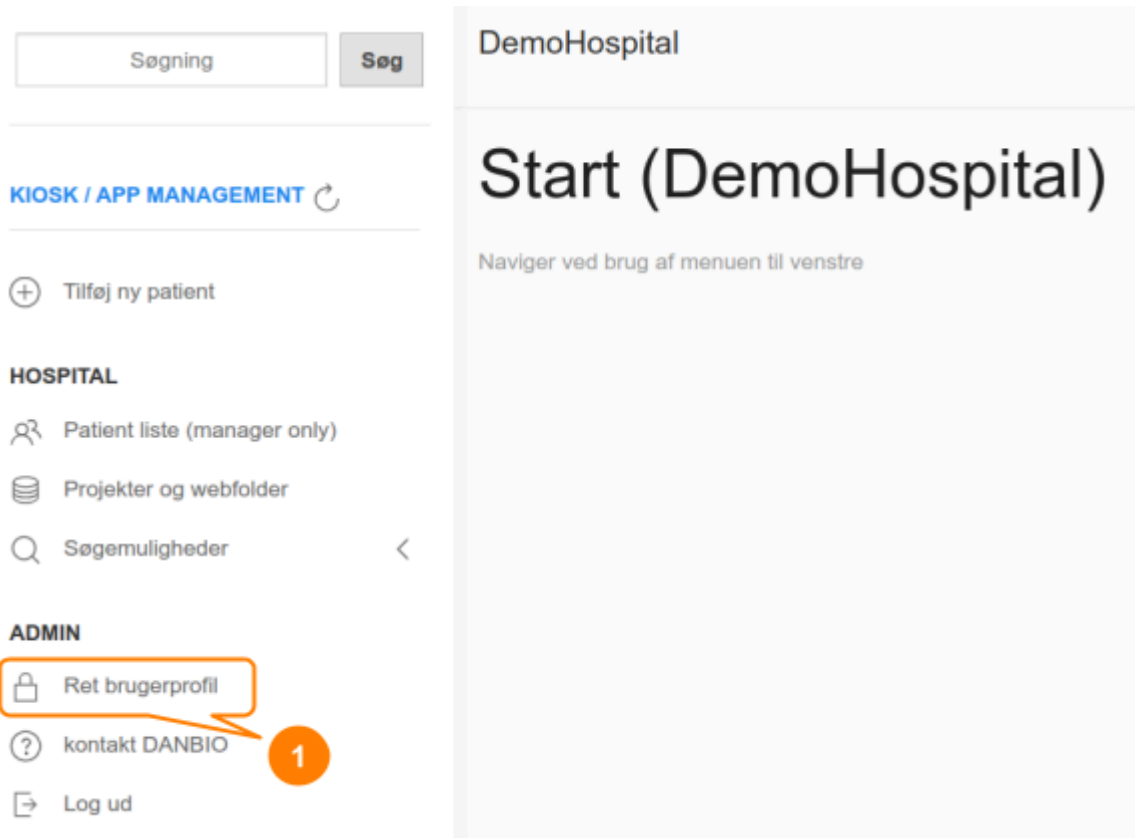 Søgning
Søg
KIOSK / APP MANAGEMENT
Tilføj ny patient
HOSPITAL
Patient liste (manager only)
Projekter og webfolder
Søgemuligheder
ADMIN
Ret brugerprofil
kontakt DANBIO
1
Log ud
DemoHospital
Start (DemoHospital)
Naviger ved brug af menuen til venstre